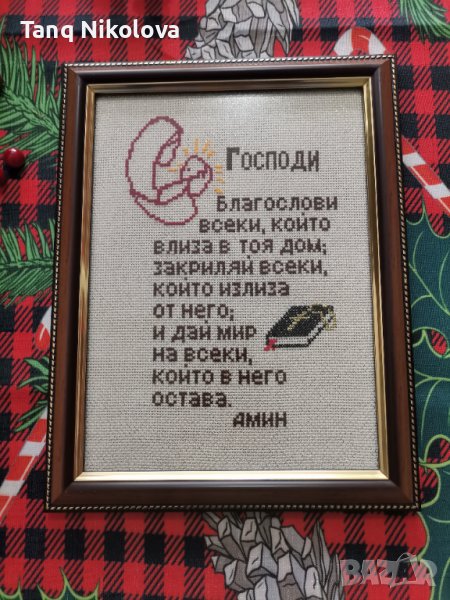 Tanq Nikolova
Господи
Благослови
всеки, който
влиза в тоя дом;
закриляй всеки,
който излиза
от него;
и дай мир
на всеки,
който в него
остава.
Амин
bazar